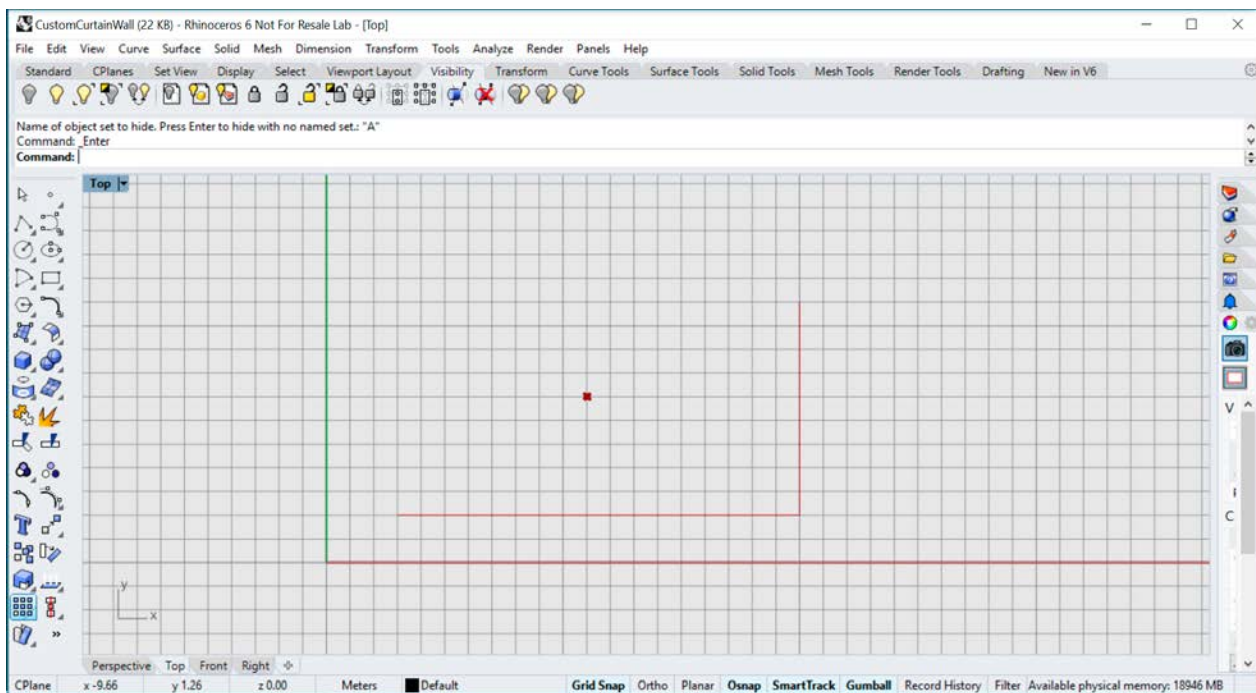 CustomCurtainWall (22 KB) - Rhinoceros 6 Not For Resale Lab - [Top]
File Edit View Curve Surface Solid Mesh Dimension Transform Tools Analyze Render Panels Help
Standard CPlanes Set View Display Select Viewport Layout Visibility Transform Curve Tools Surface Tools Solid Tools Mesh Tools Render Tools Drafting New in V6
Name of object set to hide. Press Enter to hide with no named set.: "A"
Command: _Enter
Command:
Top
V
C
y
x
Perspective Top Front Right
CPlane x -9.66 y 1.26 z 0.00 Meters Default Grid Snap Ortho Planar Osnap SmartTrack Gumball Record History Filter Available physical memory: 18946 MB